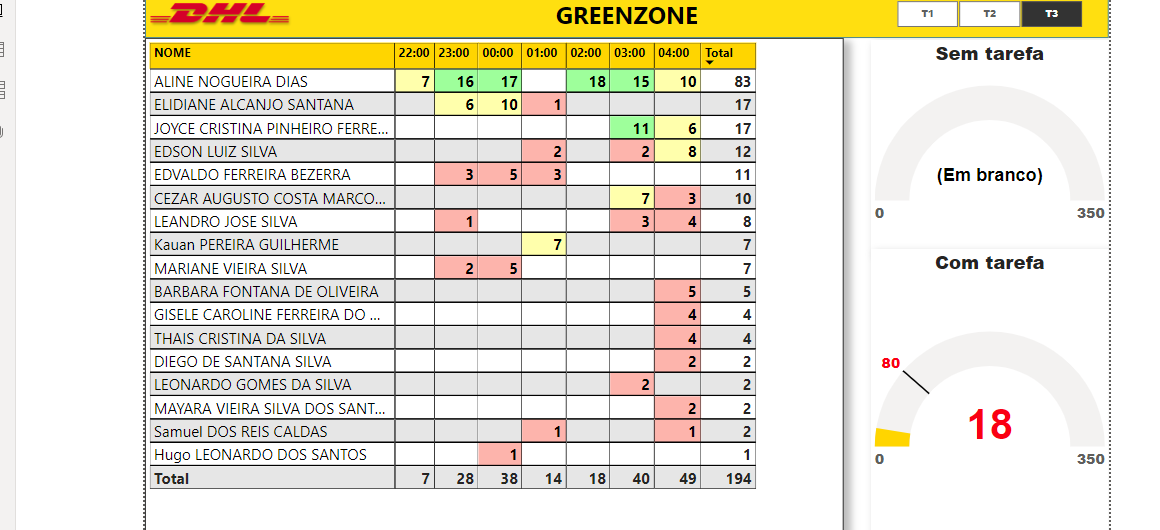 DHL
GREENZONE
T1 T2 T3
NOME 22:00 23:00 00:00 01:00 02:00 03:00 04:00 Total
ALINE NOGUEIRA DIAS 7 16 17 18 15 10 83
ELIDIANE ALCANJO SANTANA 6 10 1 17
JOYCE CRISTINA PINHEIRO FERRE... 11 6 17
EDSON LUIZ SILVA 2 2 8 12
EDVALDO FERREIRA BEZERRA 3 5 3 11
CEZAR AUGUSTO COSTA MARCO... 7 3 10
LEANDRO JOSE SILVA 1 3 4 8
Kauan PEREIRA GUILHERME 7 7
MARIANE VIEIRA SILVA 2 5 7
BARBARA FONTANA DE OLIVEIRA 5 5
GISELE CAROLINE FERREIRA DO ... 4 4
THAIS CRISTINA DA SILVA 4 4
DIEGO DE SANTANA SILVA 2 2
LEONARDO GOMES DA SILVA 2 2
MAYARA VIEIRA SILVA DOS SANT... 2 2
Samuel DOS REIS CALDAS 1 1 2
Hugo LEONARDO DOS SANTOS 1 1
Total 7 28 38 14 18 40 49 194
Sem tarefa
(Em branco)
0 350
Com tarefa
80
18
0 350